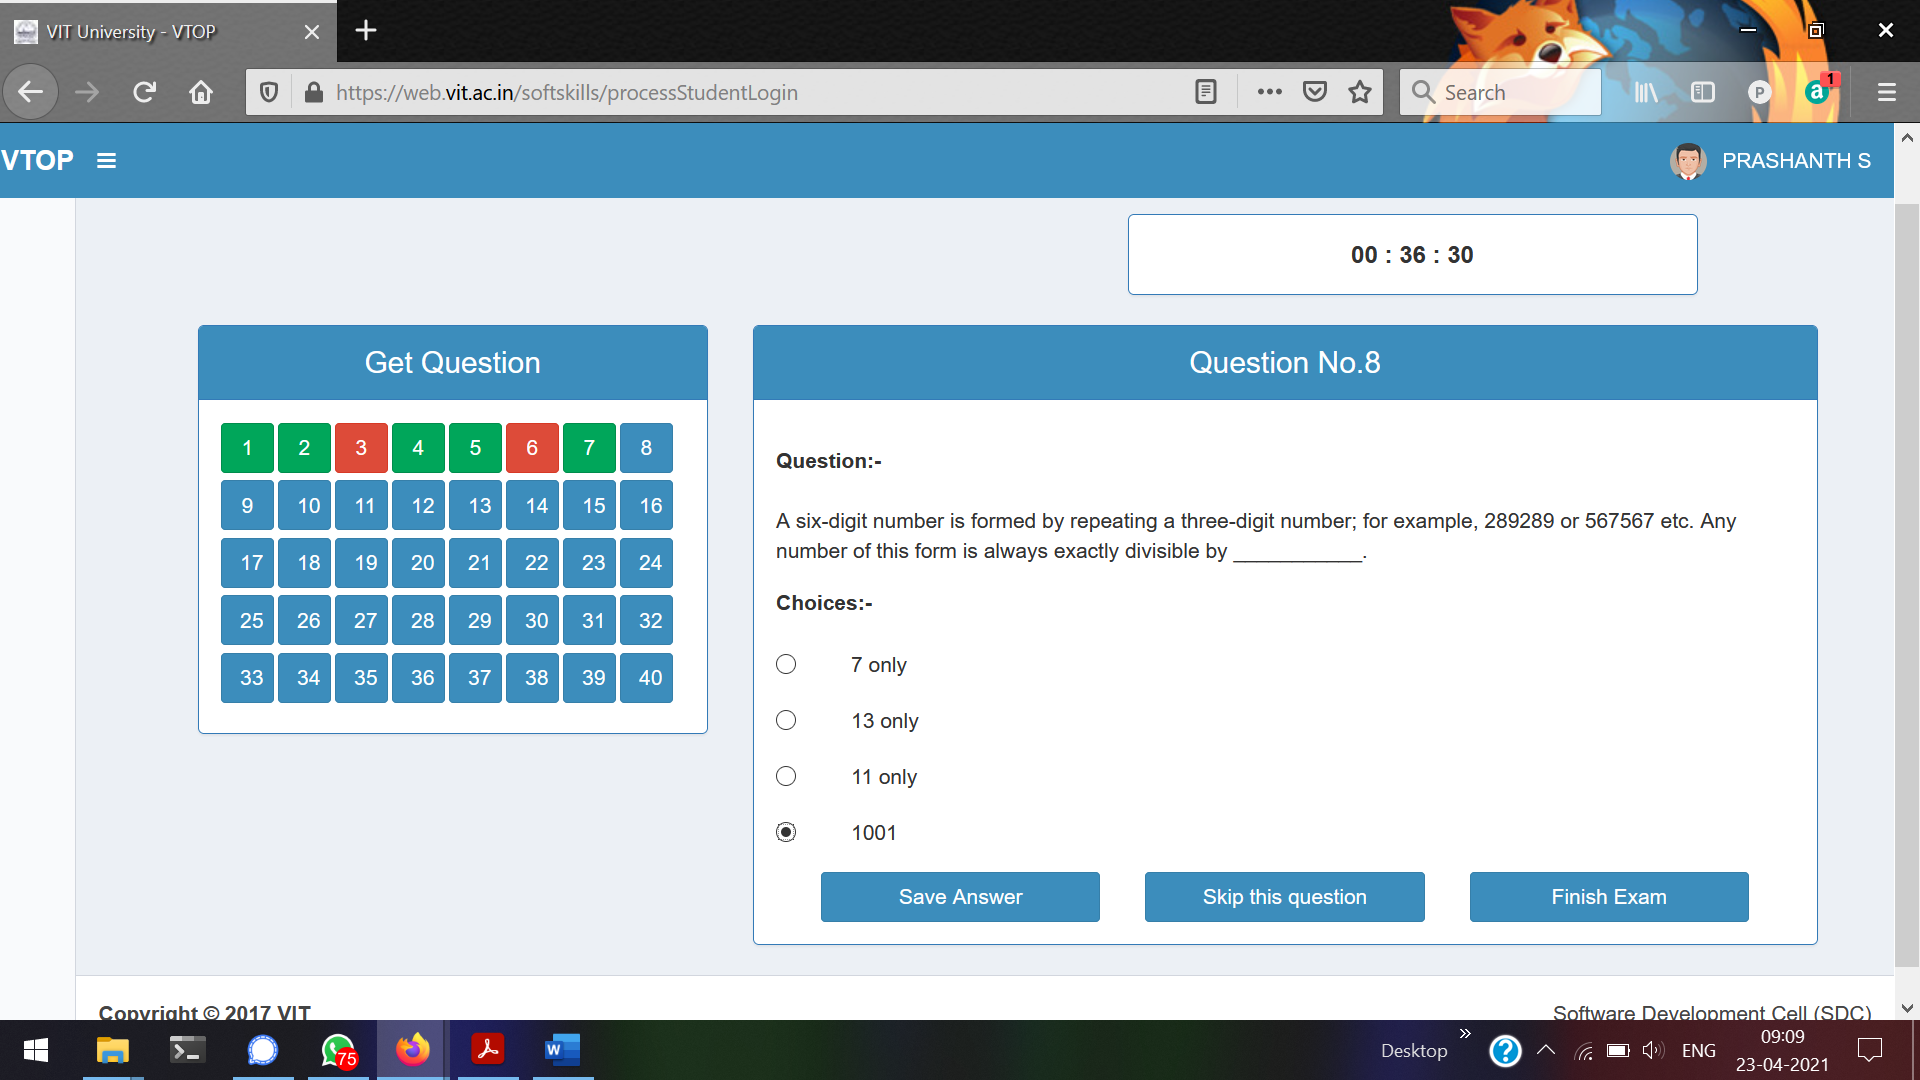 VIT University - VTOP
https://web.vit.ac.in/softskills/processStudentLogin
Search
P
a
1
VTOP
PRASHANTH S
00 : 36 : 30
Get Question
1 2 3 4 5 6 7 8
9 10 11 12 13 14 15 16
17 18 19 20 21 22 23 24
25 26 27 28 29 30 31 32
33 34 35 36 37 38 39 40
Question No.8
Question:-
A six-digit number is formed by repeating a three-digit number; for example, 289289 or 567567 etc. Any
number of this form is always exactly divisible by ____________.
Choices:-
7 only
13 only
11 only
1001
Save Answer
Skip this question
Finish Exam
Copyright © 2017 VIT
Software Development Cell (SDC)
75
W
Desktop
ENG
09:09
23-04-2021